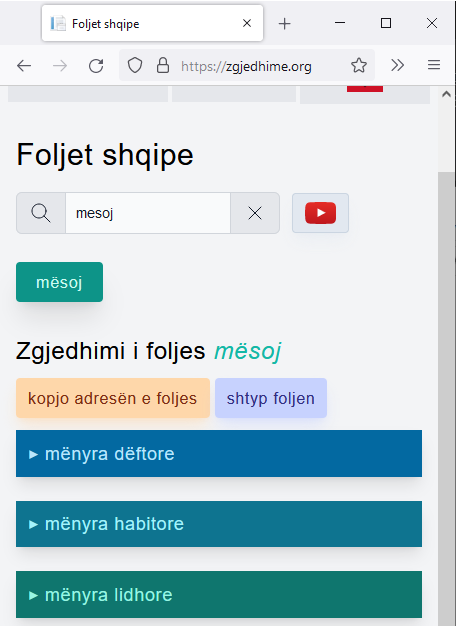 Foljet shqipe
https://zgjedhime.org
Foljet shqipe
mesoj
mësoj
Zgjedhimi i foljes mësoj
kopjo adresën e foljes shtyp foljen
▸ mënyra dëftore
▸ mënyra habitore
▸ mënyra lidhore